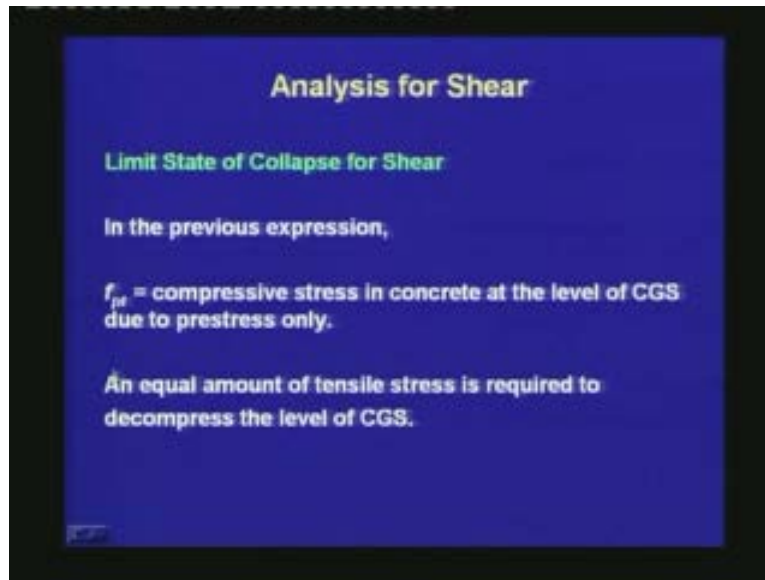 Analysis for Shear
Limit State of Collapse for Shear
In the previous expression,
fpt = compressive stress in concrete at the level of CGS
due to prestress only.
An equal amount of tensile stress is required to
decompress the level of CGS.